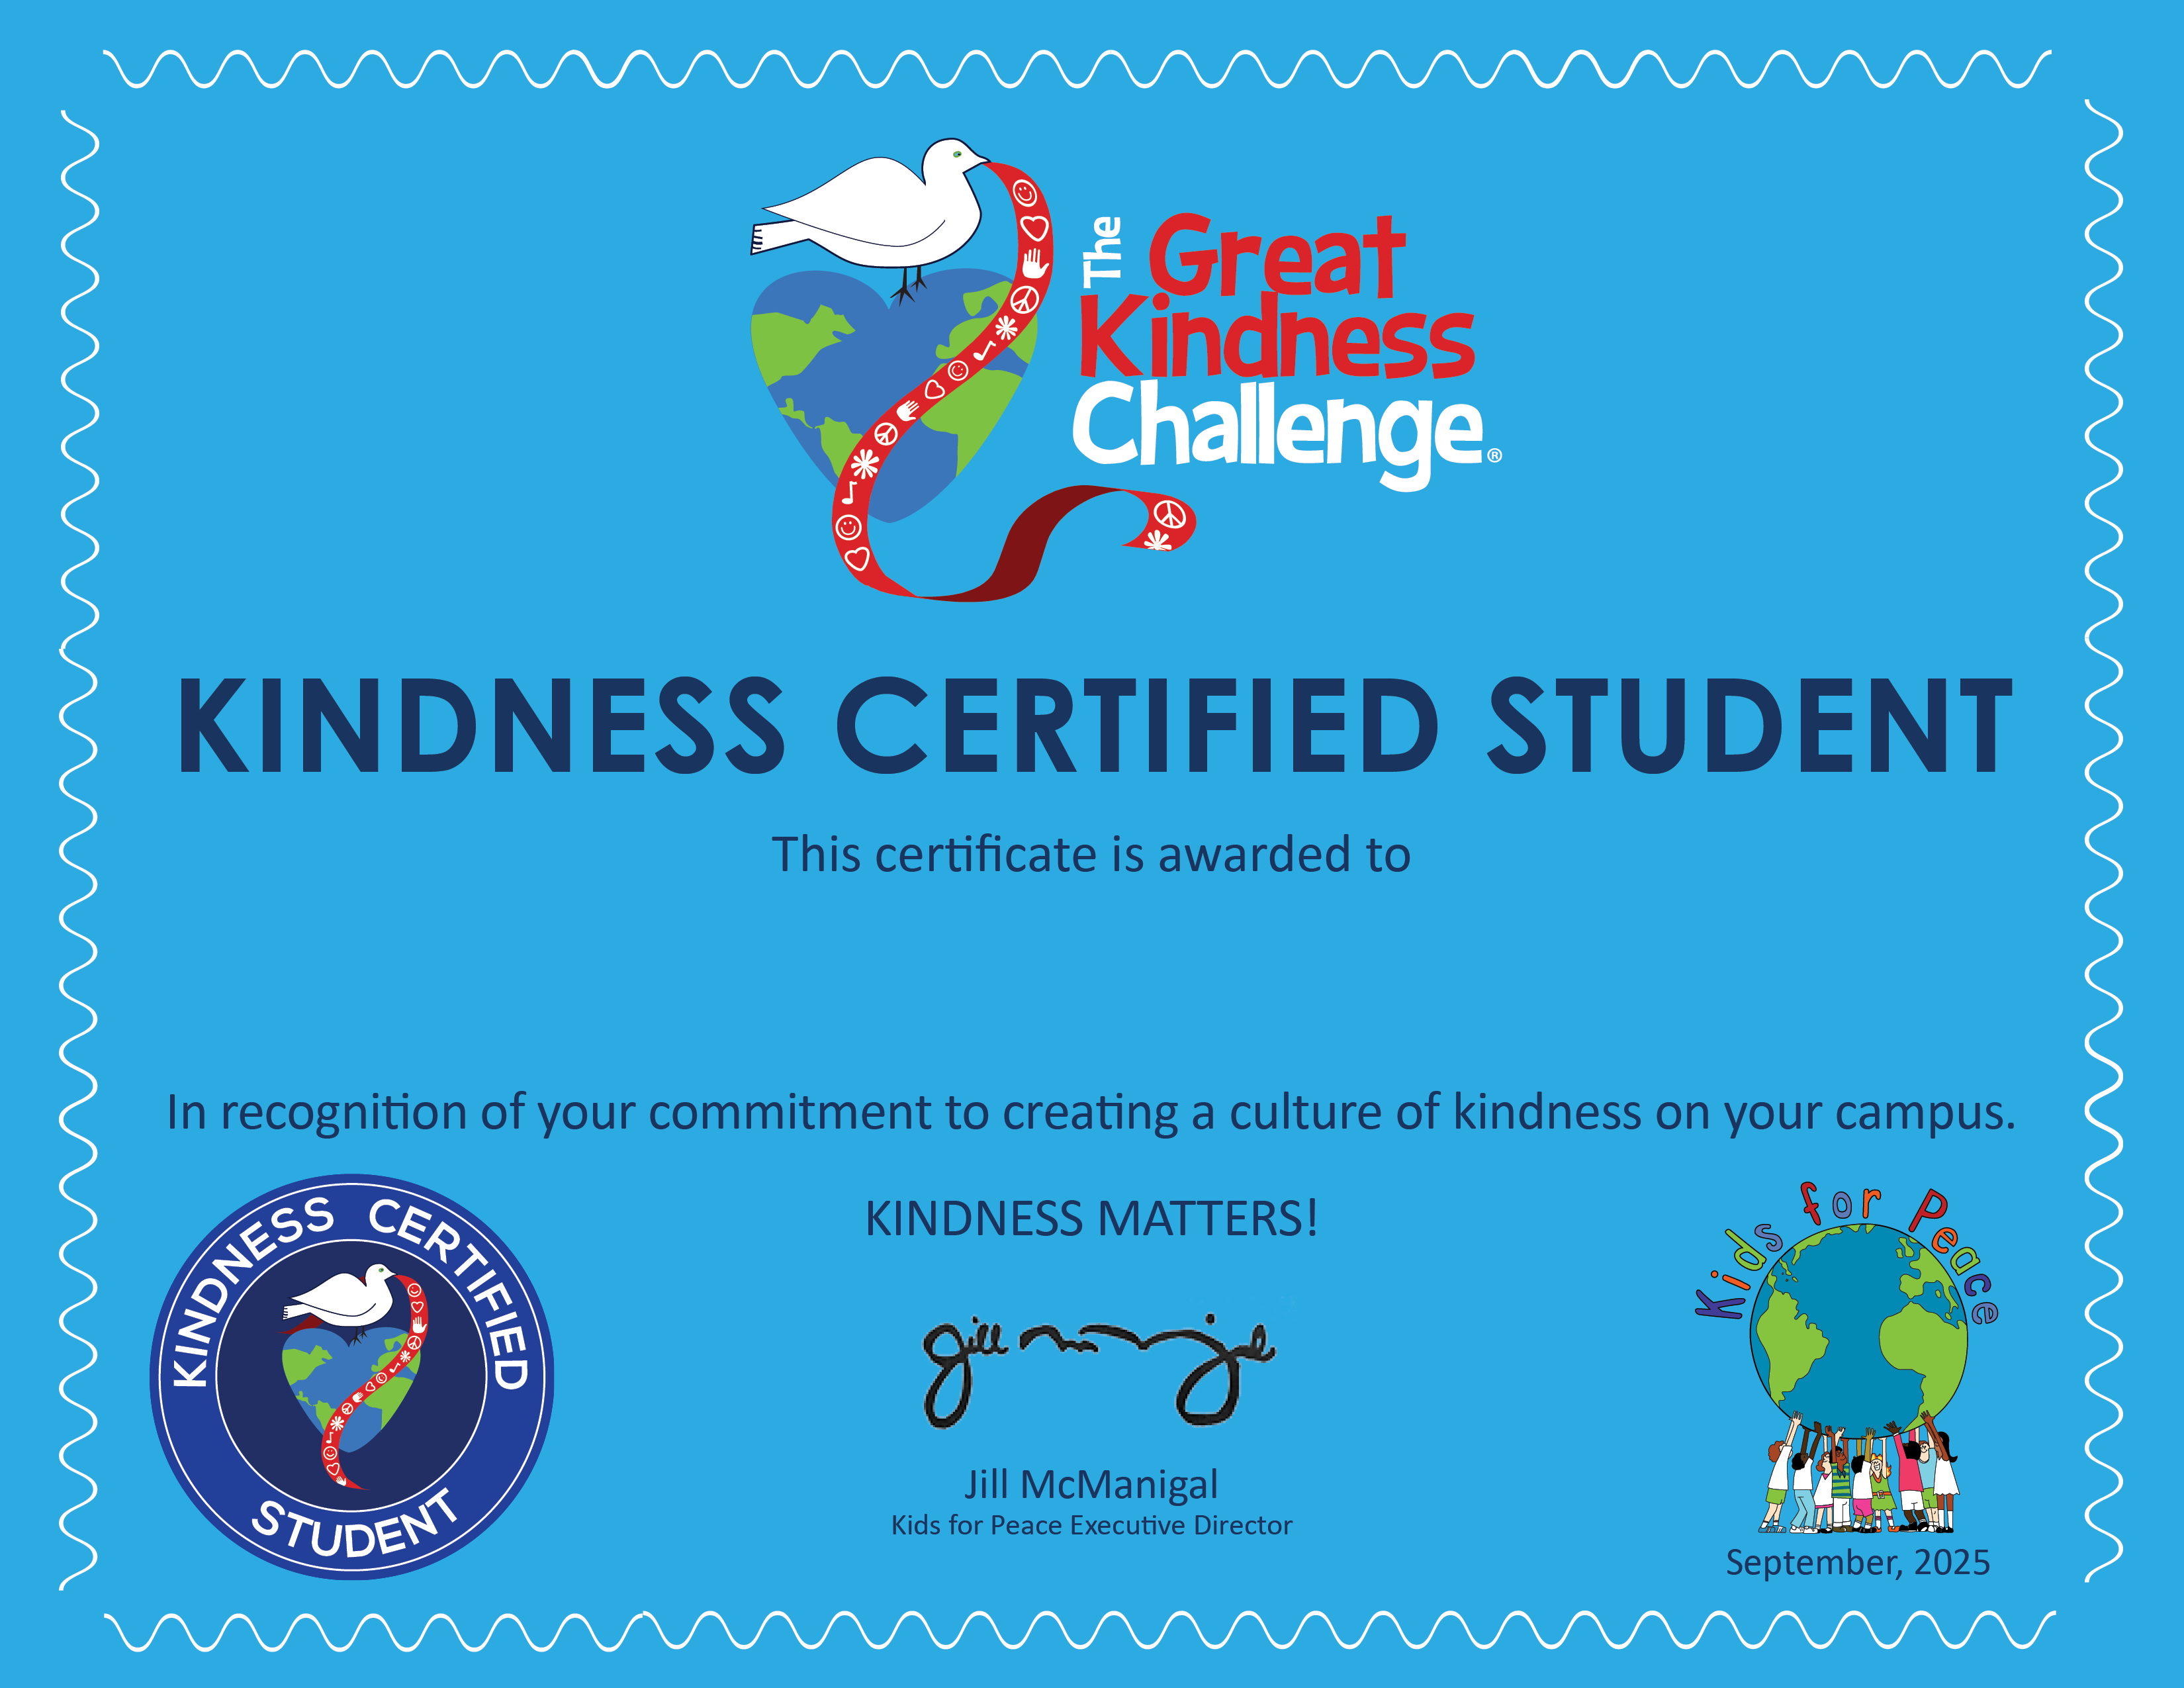 The Great
Kindness
Challenge®
KINDNESS CERTIFIED STUDENT
This certificate is awarded to
In recognition of your commitment to creating a culture of kindness on your campus.
KINDNESS CERTIFIED
STUDENT
KINDNESS MATTERS!
Jill McManigal
Kids for Peace Executive Director
Kids for Peace
September, 2025